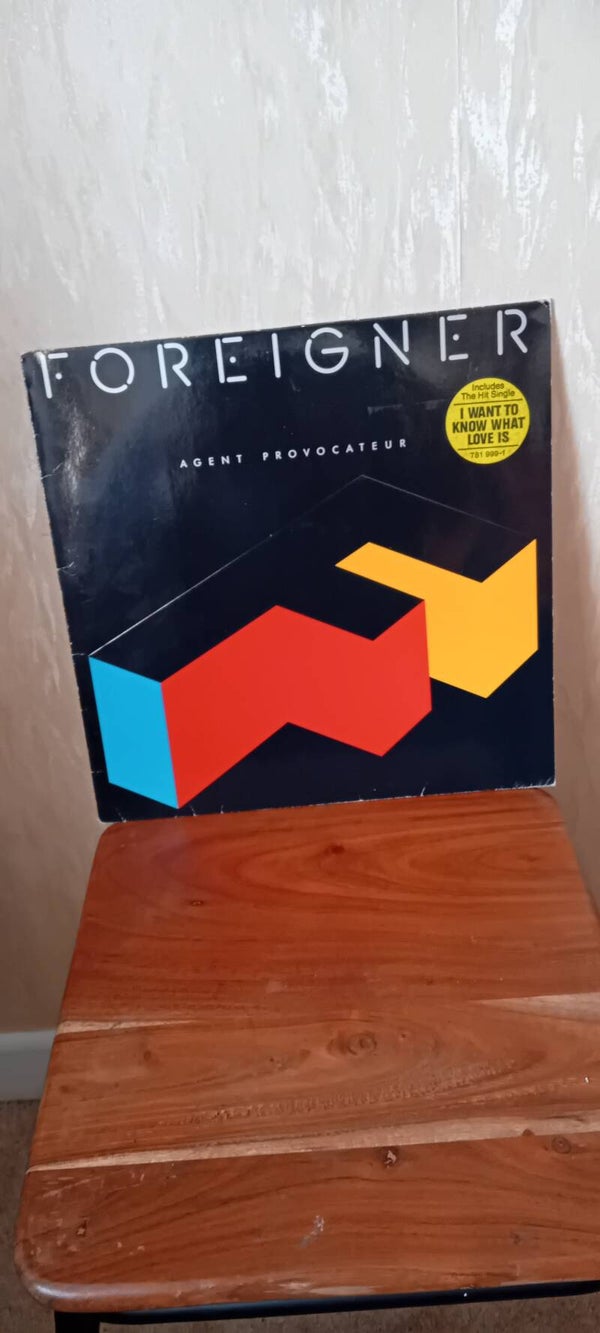 FOREIGNER
AGENT PROVOCATEUR
Includes
The Hit Single
I WANT TO
KNOW WHAT
LOVE IS
781 999-1